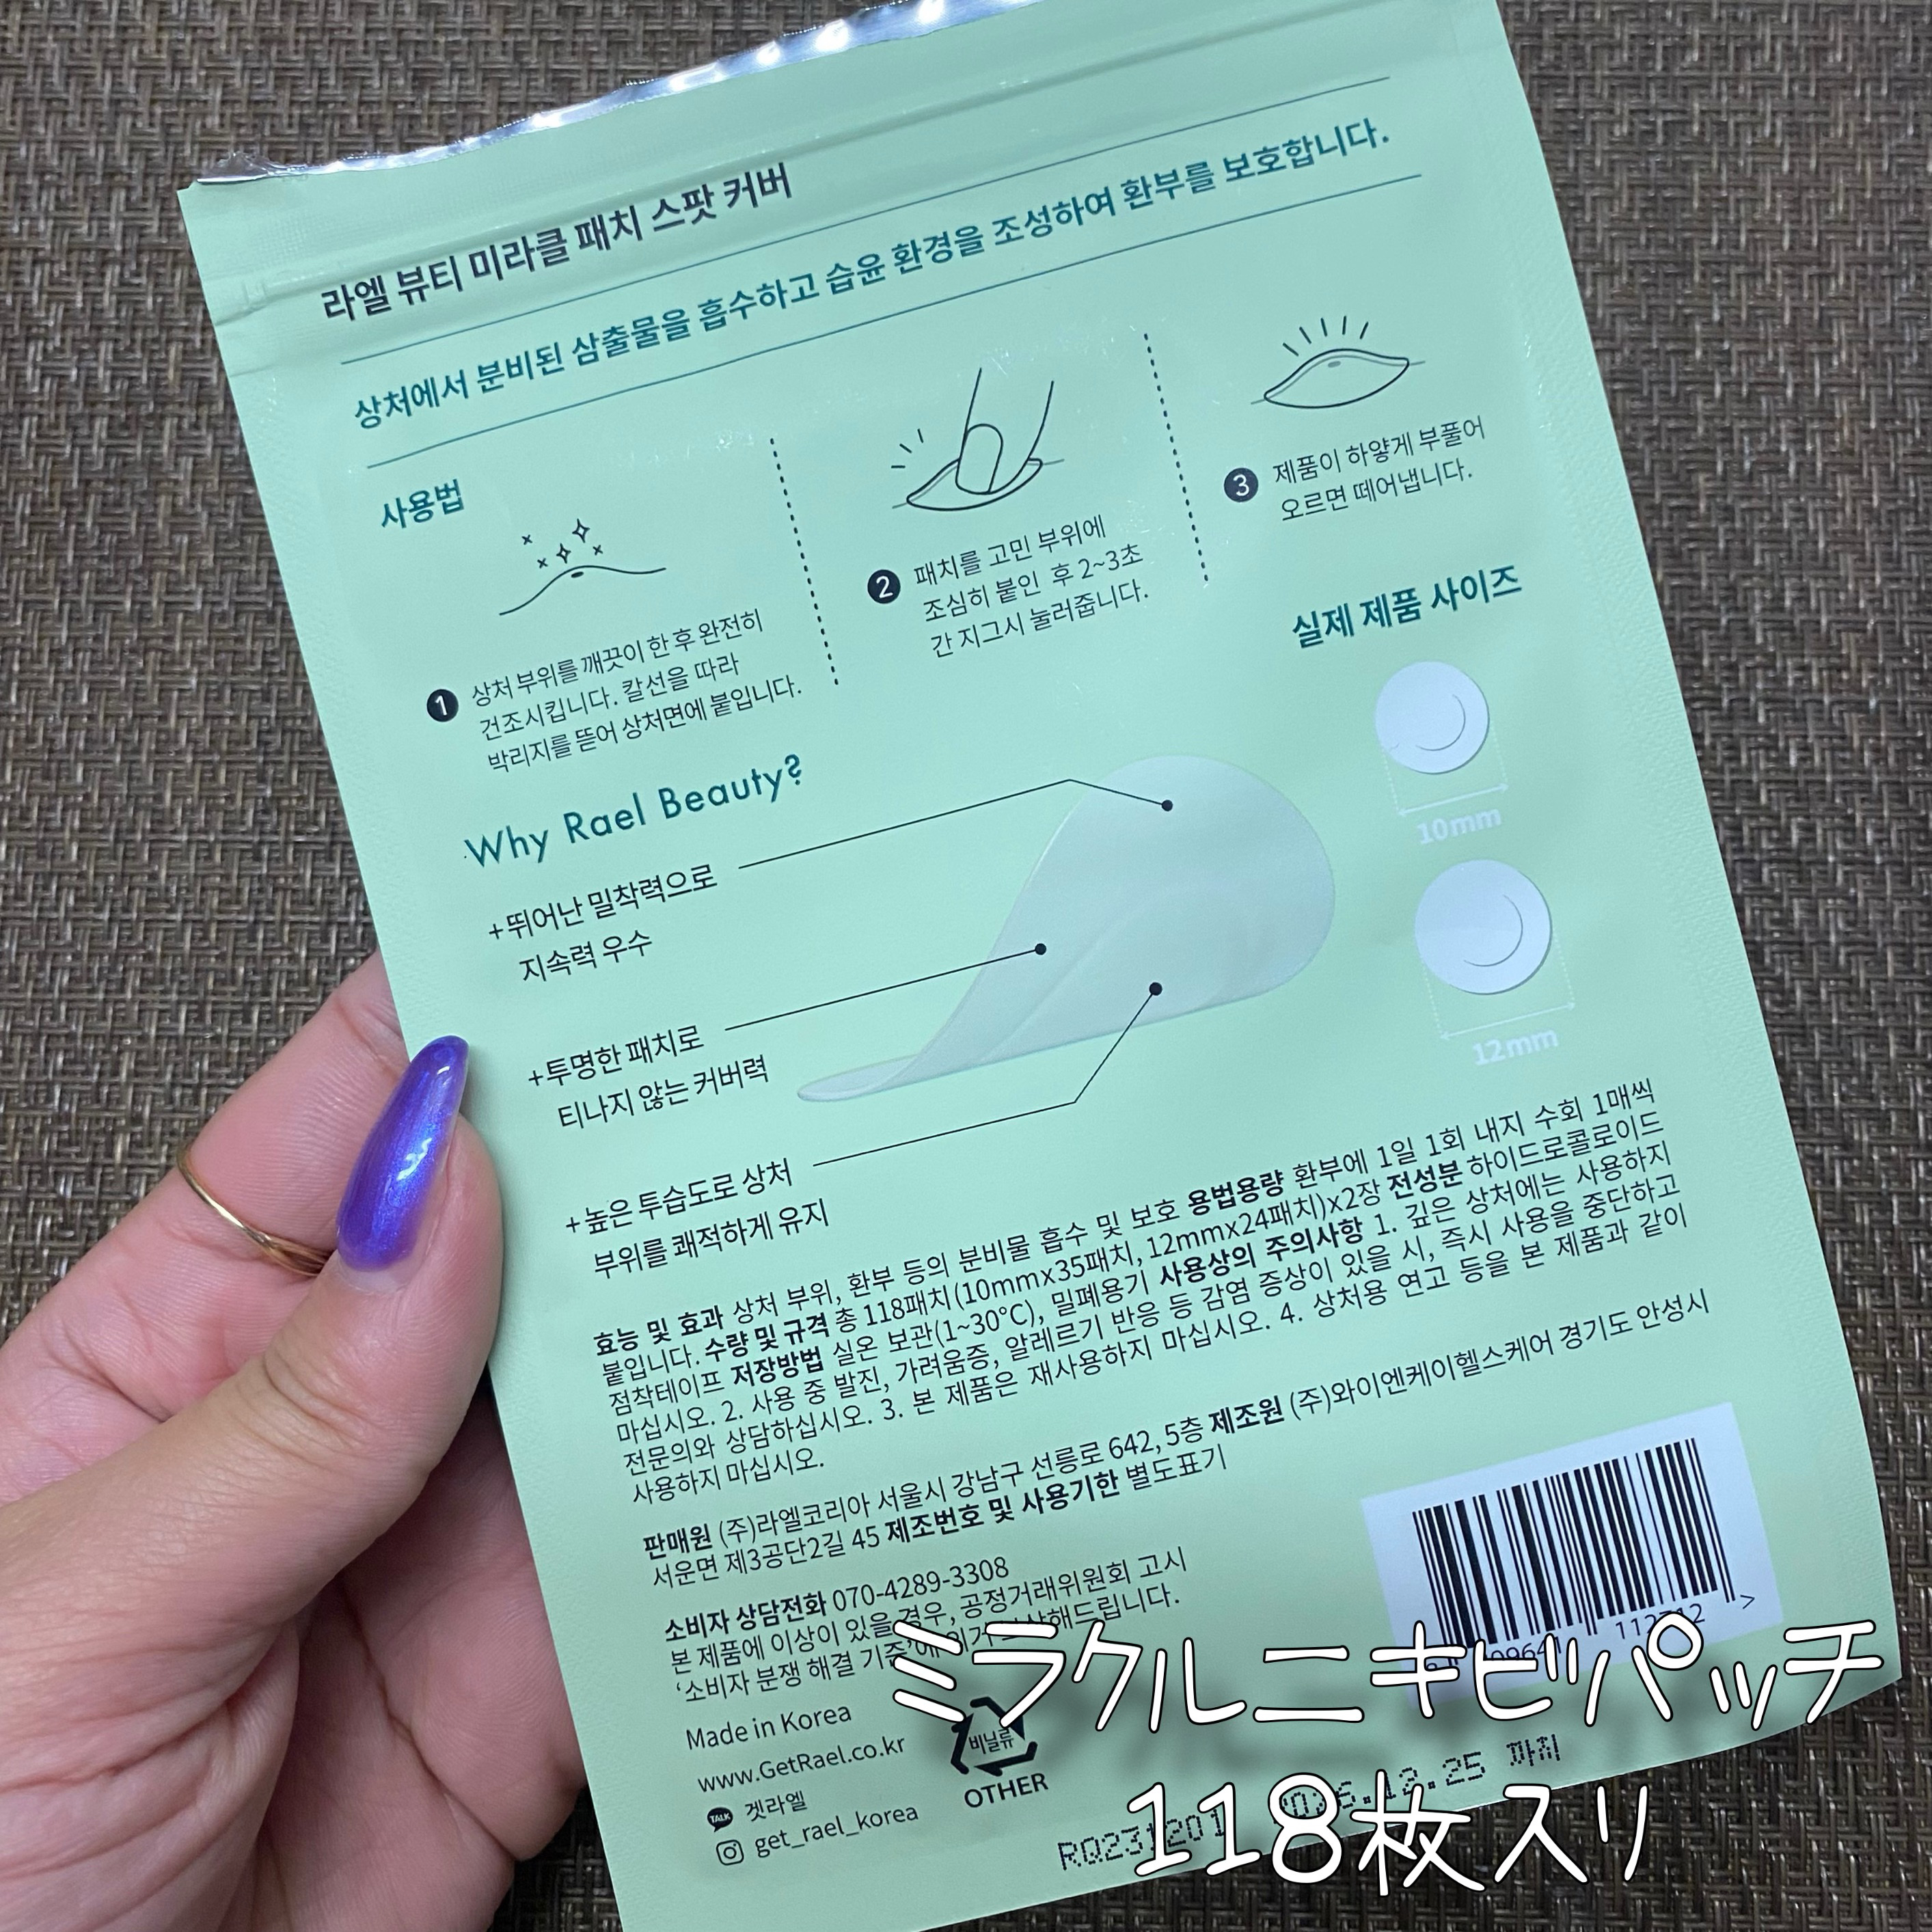 라엘 뷰티 미라클 패치 스팟 커버
상처에서 분비된 삼출물을 흡수하고 습윤 환경을 조성하여 환부를 보호합니다.
사용법
1 상처 부위를 깨끗이 한 후 완전히
건조시킵니다. 칼선을 따라
박리지를 뜯어 상처면에 붙입니다.
2 패치를 고민 부위에
조심히 붙인 후 2~3초
간 지그시 눌러줍니다.
3 제품이 하얗게 부풀어
오르면 떼어냅니다.
실제 제품 사이즈
10mm
12mm
Why Rael Beauty?
+뛰어난 밀착력으로
지속력 우수
+투명한 패치로
티나지 않는 커버력
+높은 투습도로 상처
부위를 쾌적하게 유지
효능 및 효과 상처 부위, 환부 등의 분비물 흡수 및 보호 용법용량 환부에 1일 1회 내지 수회 1매씩
붙입니다. 수량 및 규격 총 118패치(10mmx35패치, 12mmx24패치)x2장 전성분 하이드로콜로이드
점착테이프 저장방법 실온 보관(1~30°C), 밀폐용기 사용상의 주의사항 1. 깊은 상처에는 사용하지
마십시오. 2. 사용 중 발진, 가려움증, 알레르기 반응 등 감염 증상이 있을 시, 즉시 사용을 중단하고
전문의와 상담하십시오. 3. 본 제품은 재사용하지 마십시오. 4. 상처용 연고 등을 본 제품과 같이
사용하지 마십시오.
판매원 (주)라엘코리아 서울시 강남구 선릉로 642, 5층 제조원 (주)와이엔케이헬스케어 경기도 안성시
서운면 제3공단2길 45 제조번호 및 사용기한 별도표기
소비자 상담전화 070-4289-3308
본 제품에 이상이 있을 경우, 공정거래위원회 고시
‘소비자 분쟁 해결 기준’에 의거 보상해드립니다.
Made in Korea
www.GetRael.co.kr
TALK 겟라엘
get_rael_korea
비닐류
OTHER
ミラクルニキビパッチ
118枚入リ